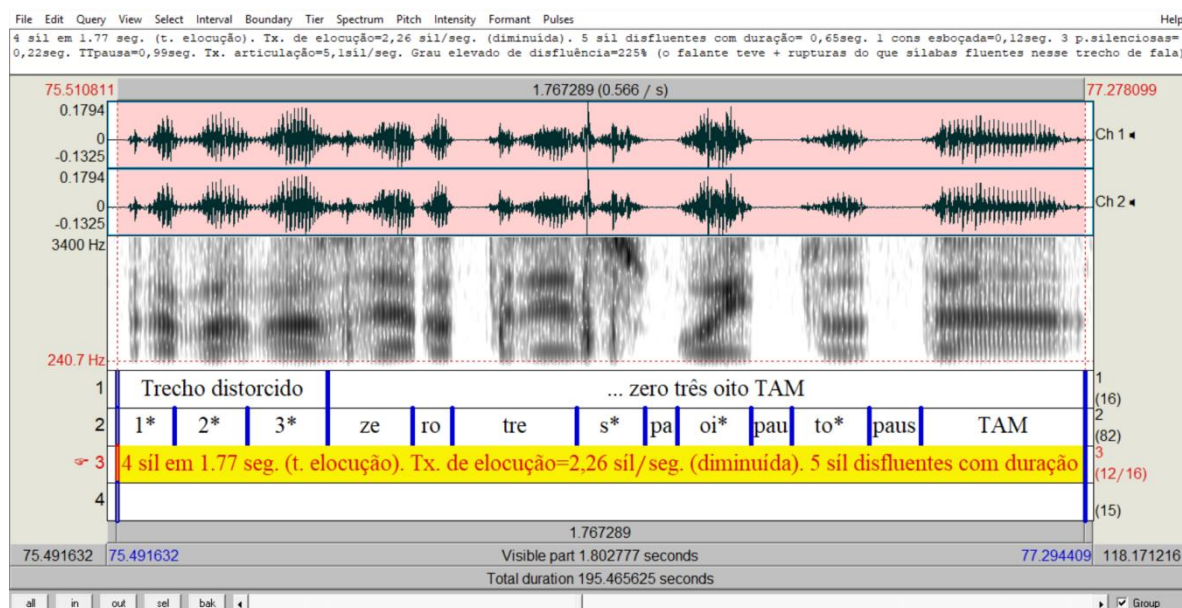 File Edit Query View Select Interval Boundary Tier Spectrum Pitch Intensity Formant Pulses Help
4 síl em 1.77 seg. (t. elocução). Tx. de elocução=2,26 síl/seg. (diminuída). 5 síl disfluentes com duração= 0,65seg. 1 cons esboçada=0,12seg. 3 p.silenciosas=
0,22seg. TTpausa=0,99seg. Tx. articulação=5,1síl/seg. Grau elevado de disfluência=225% (o falante teve + rupturas do que sílabas fluentes nesse trecho de fala)
75.510811 1.767289 (0.566 / s) 77.278099
0.1794
0 Ch 1
-0.1325
0.1794
0 Ch 2
-0.1325
3400 Hz
240.7 Hz
1 Trecho distorcido ... zero três oito TAM 1
(16)
2 1* 2* 3* ze ro tre s* pa oi* pau to* paus TAM 2
(82)
3 4 síl em 1.77 seg. (t. elocução). Tx. de elocução=2,26 síl/seg. (diminuída). 5 síl disfluentes com duração 3
(12/16)
4 (15)
1.767289
75.491632 75.491632 Visible part 1.802777 seconds 77.294409 118.171216
Total duration 195.465625 seconds
all in out sel bak Group